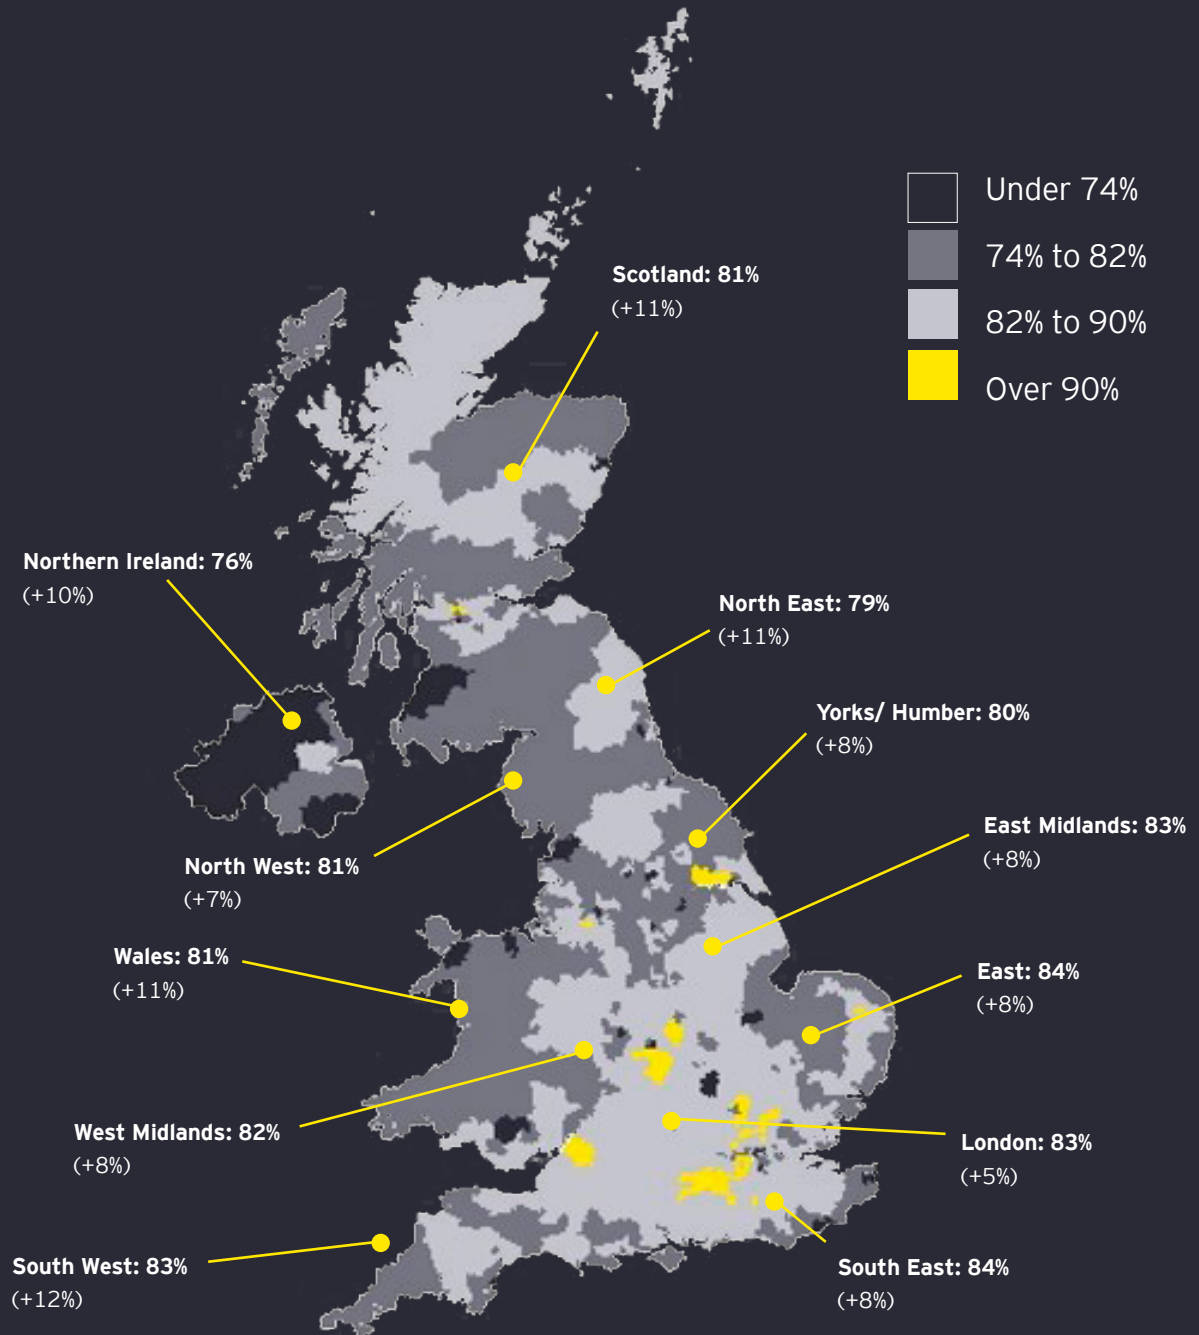 Under 74%
74% to 82%
82% to 90%
Over 90%
Scotland: 81%
(+11%)
Northern Ireland: 76%
(+10%)
North East: 79%
(+11%)
Yorks/ Humber: 80%
(+8%)
East Midlands: 83%
(+8%)
North West: 81%
(+7%)
Wales: 81%
(+11%)
East: 84%
(+8%)
West Midlands: 82%
(+8%)
London: 83%
(+5%)
South West: 83%
(+12%)
South East: 84%
(+8%)